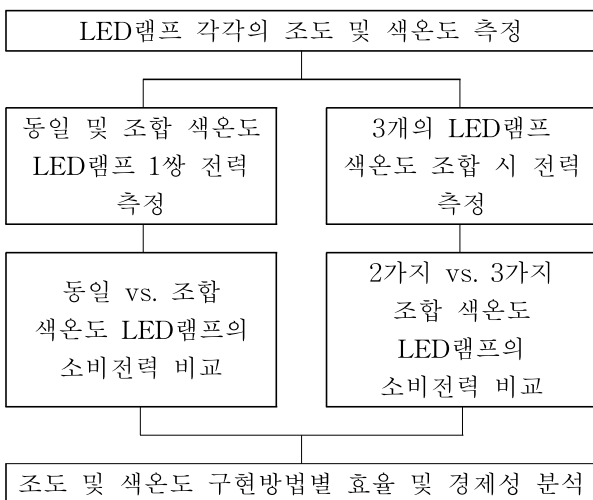 LED램프 각각의 조도 및 색온도 측정
동일 및 조합 색온도
LED램프 1쌍 전력
측정
3개의 LED램프
색온도 조합 시 전력
측정
동일 vs. 조합
색온도 LED램프의
소비전력 비교
2가지 vs. 3가지
조합 색온도
LED램프의
소비전력 비교
조도 및 색온도 구현방법별 효율 및 경제성 분석